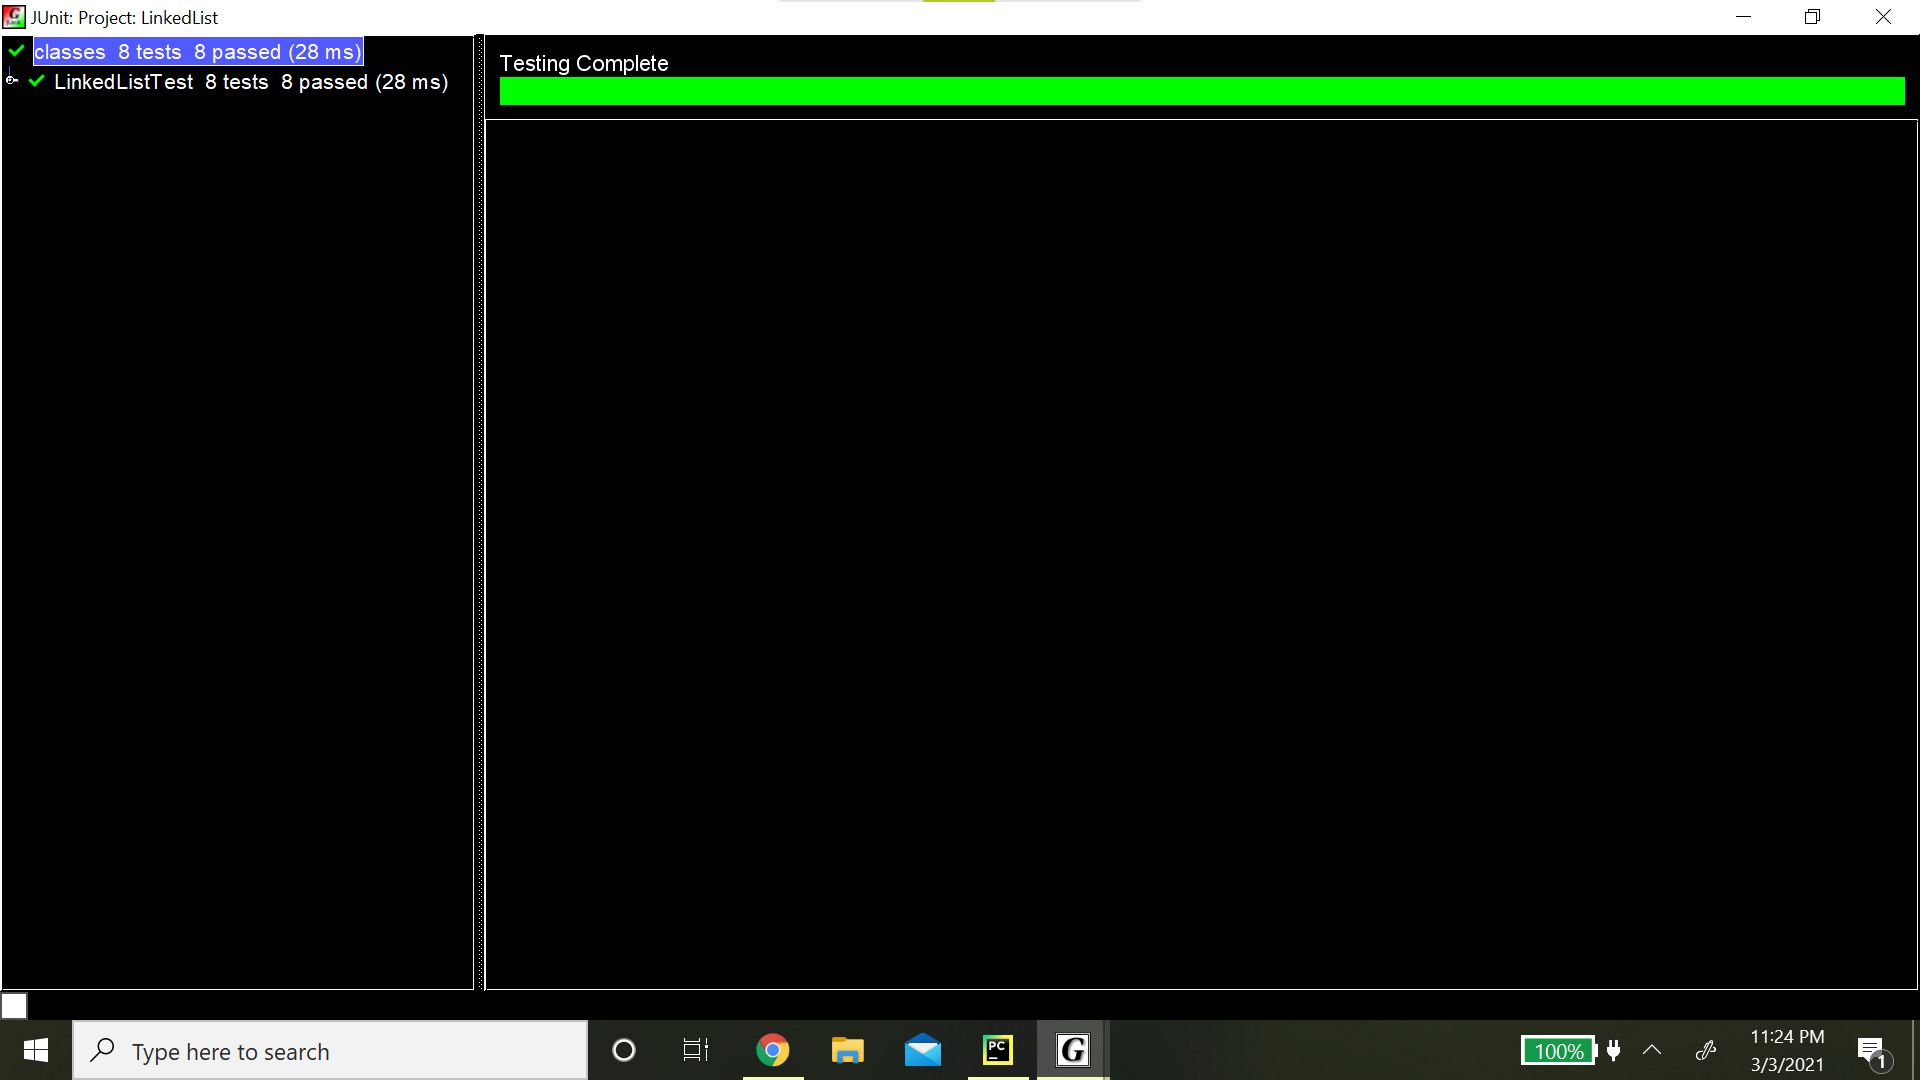 JUnit: Project: LinkedList
classes 8 tests 8 passed (28 ms)
LinkedListTest 8 tests 8 passed (28 ms)
Testing Complete
Type here to search
PC
G
100%
11:24 PM
3/3/2021
1